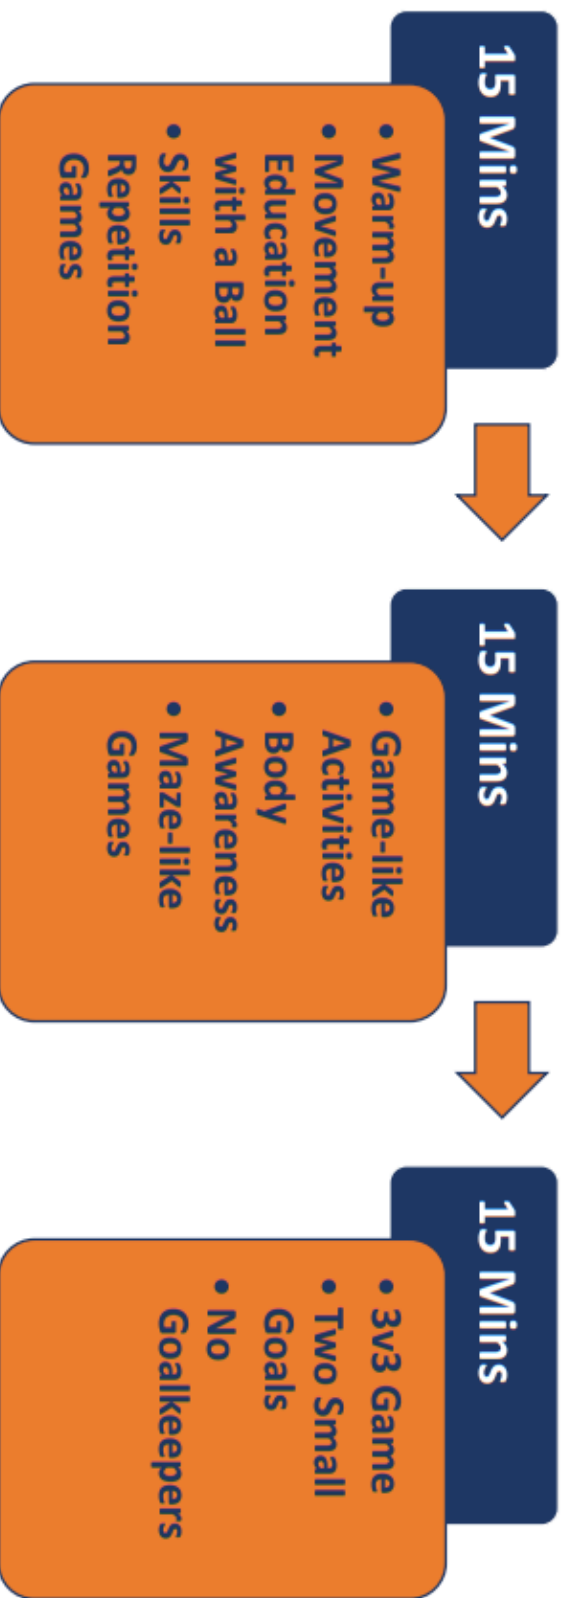 15 Mins
• Warm-up
• Movement
Education
with a Ball
• Skills
Repetition
Games
15 Mins
• Game-like
Activities
• Body
Awareness
• Maze-like
Games
15 Mins
• 3v3 Game
• Two Small
Goals
• No
Goalkeepers